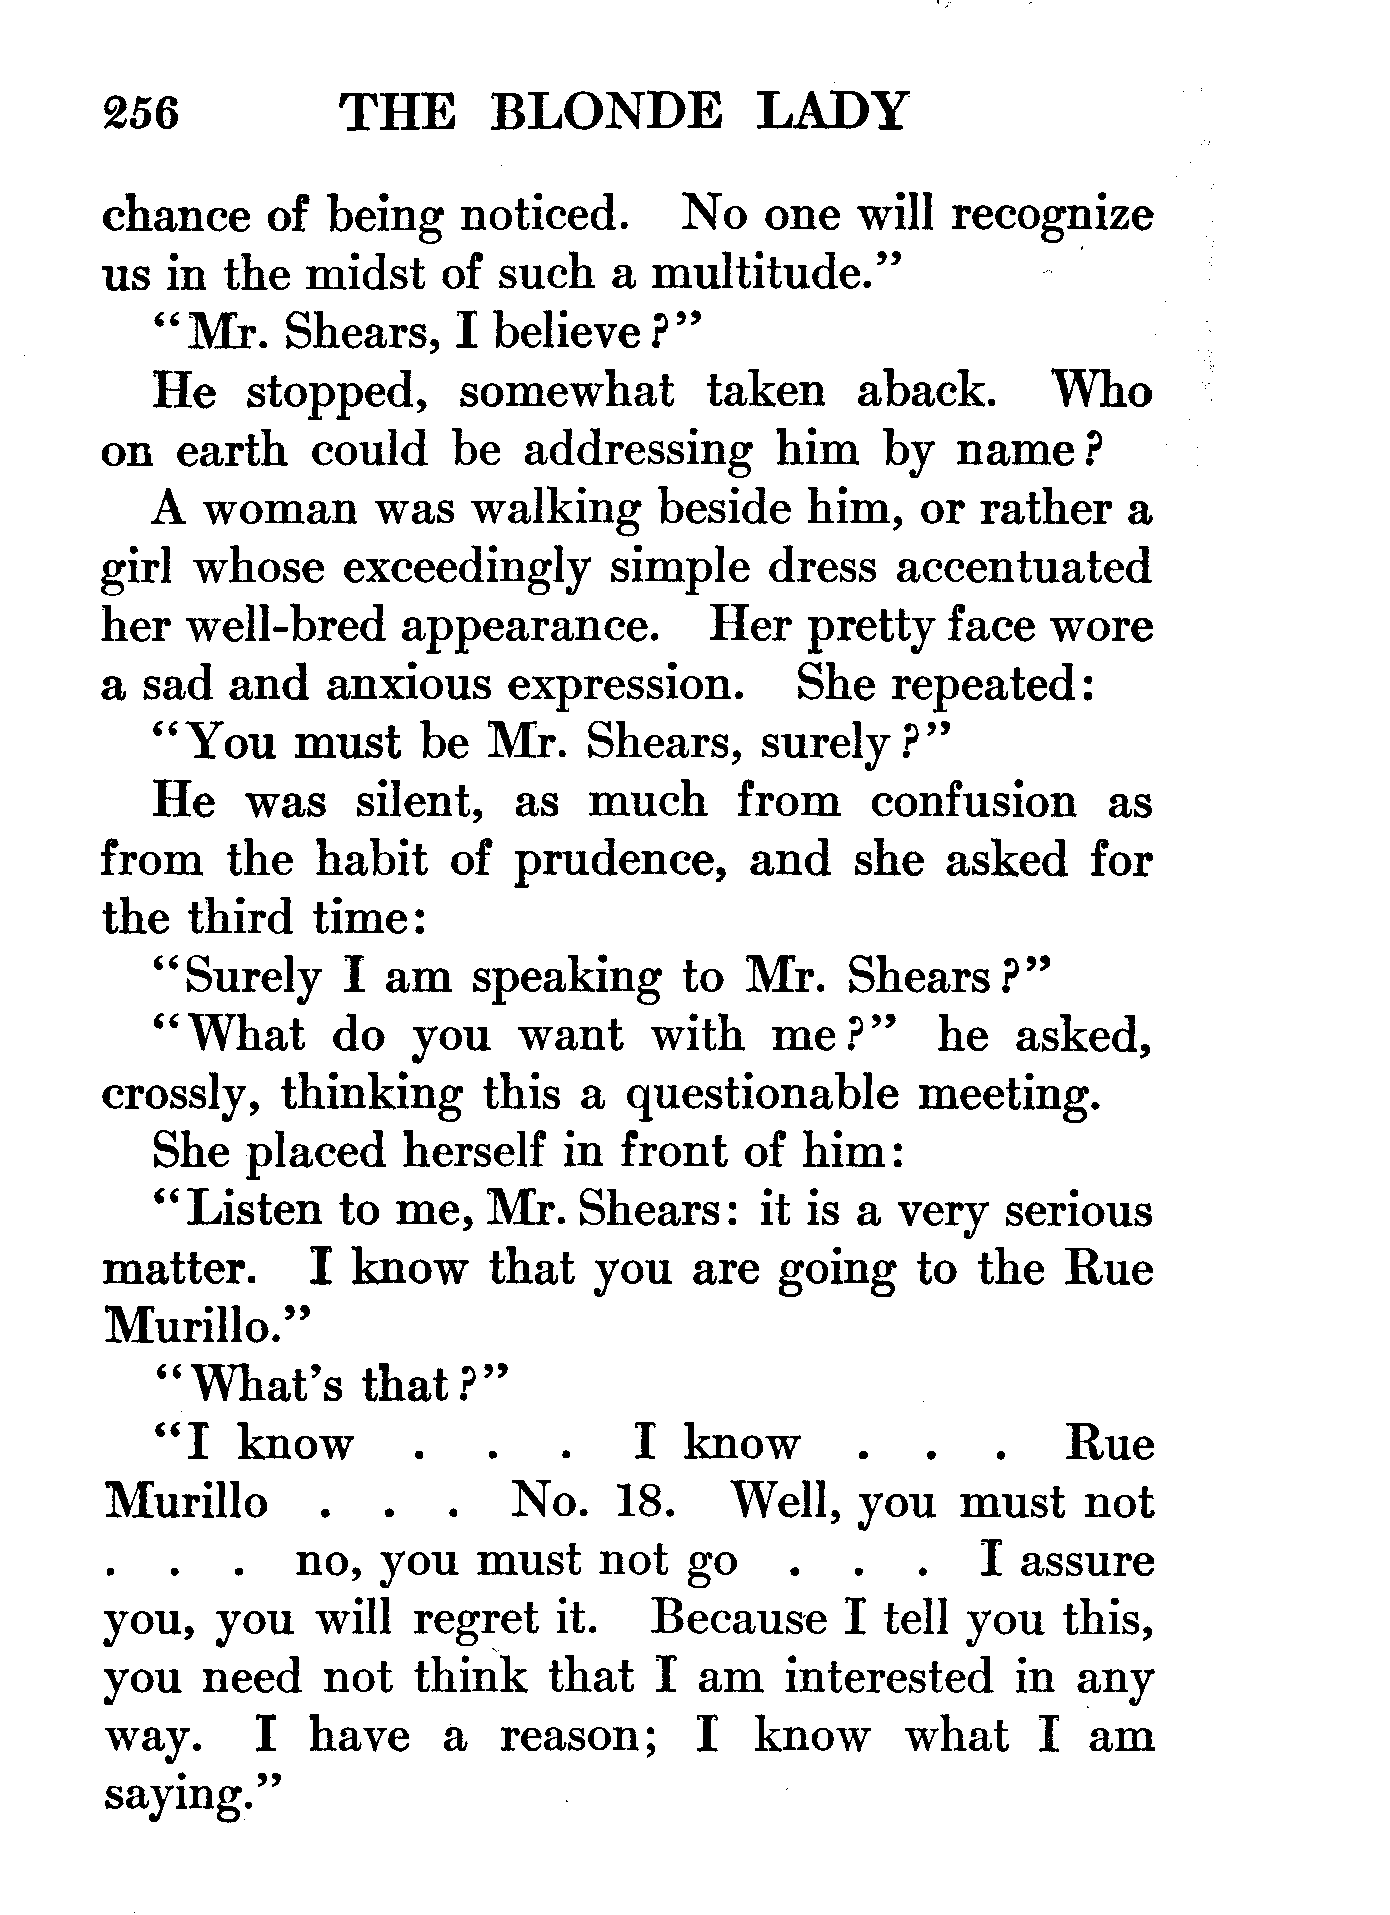 256 THE BLONDE LADY
chance of being noticed. No one will recognize
us in the midst of such a multitude."
"Mr. Shears, I believe?"
He stopped, somewhat taken aback. Who
on earth could be addressing him by name?
A woman was walking beside him, or rather a
girl whose exceedingly simple dress accentuated
her well-bred appearance. Her pretty face wore
a sad and anxious expression. She repeated:
"You must be Mr. Shears, surely?"
He was silent, as much from confusion as
from the habit of prudence, and she asked for
the third time:
"Surely I am speaking to Mr. Shears?"
"What do you want with me?" he asked,
crossly, thinking this a questionable meeting.
She placed herself in front of him:
"Listen to me, Mr. Shears: it is a very serious
matter. I know that you are going to the Rue
Murillo."
"What's that?"
"I know . . . I know . . . Rue
Murillo . . . No. 18. Well, you must not
. . . no, you must not go . . . I assure
you, you will regret it. Because I tell you this,
you need not think that I am interested in any
way. I have a reason; I know what I am
saying."